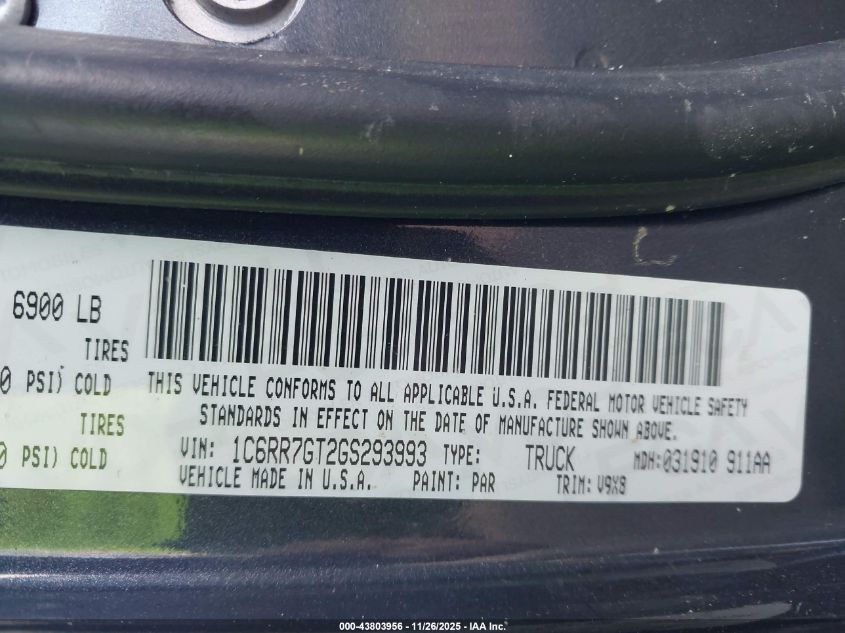 6900 LB
TIRES
0 PSI) COLD
TIRES
0 PSI) COLD
THIS VEHICLE CONFORMS TO ALL APPLICABLE U.S.A. FEDERAL MOTOR VEHICLE SAFETY
STANDARDS IN EFFECT ON THE DATE OF MANUFACTURE SHOWN ABOVE.
VIN: 1C6RR7GT2GS293993 TYPE: TRUCK MDH:031910 911AA
VEHICLE MADE IN U.S.A. PAINT: PAR TRIM: V9X8
000-43803956 - 11/26/2025 - IAA Inc.